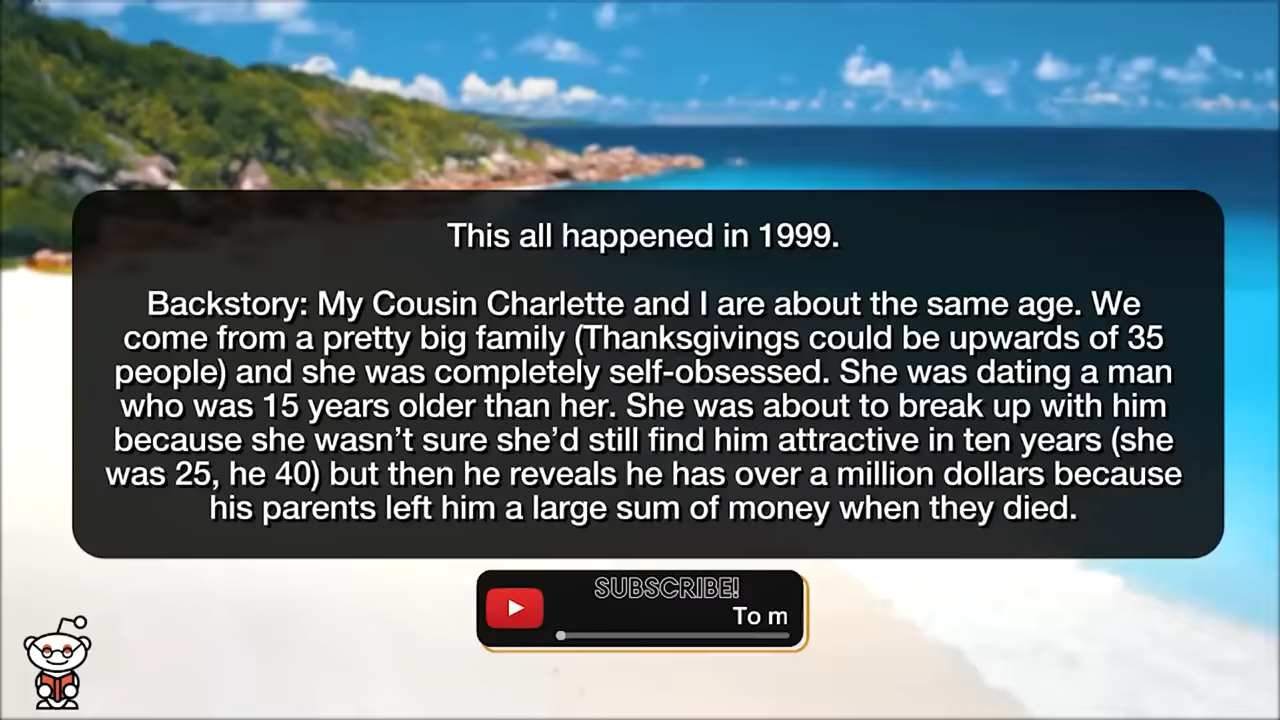 This all happened in 1999.
Backstory: My Cousin Charlette and I are about the same age. We
come from a pretty big family (Thanksgivings could be upwards of 35
people) and she was completely self-obsessed. She was dating a man
who was 15 years older than her. She was about to break up with him
because she wasn’t sure she’d still find him attractive in ten years (she
was 25, he 40) but then he reveals he has over a million dollars because
his parents left him a large sum of money when they died.
SUBSCRIBE!
To m